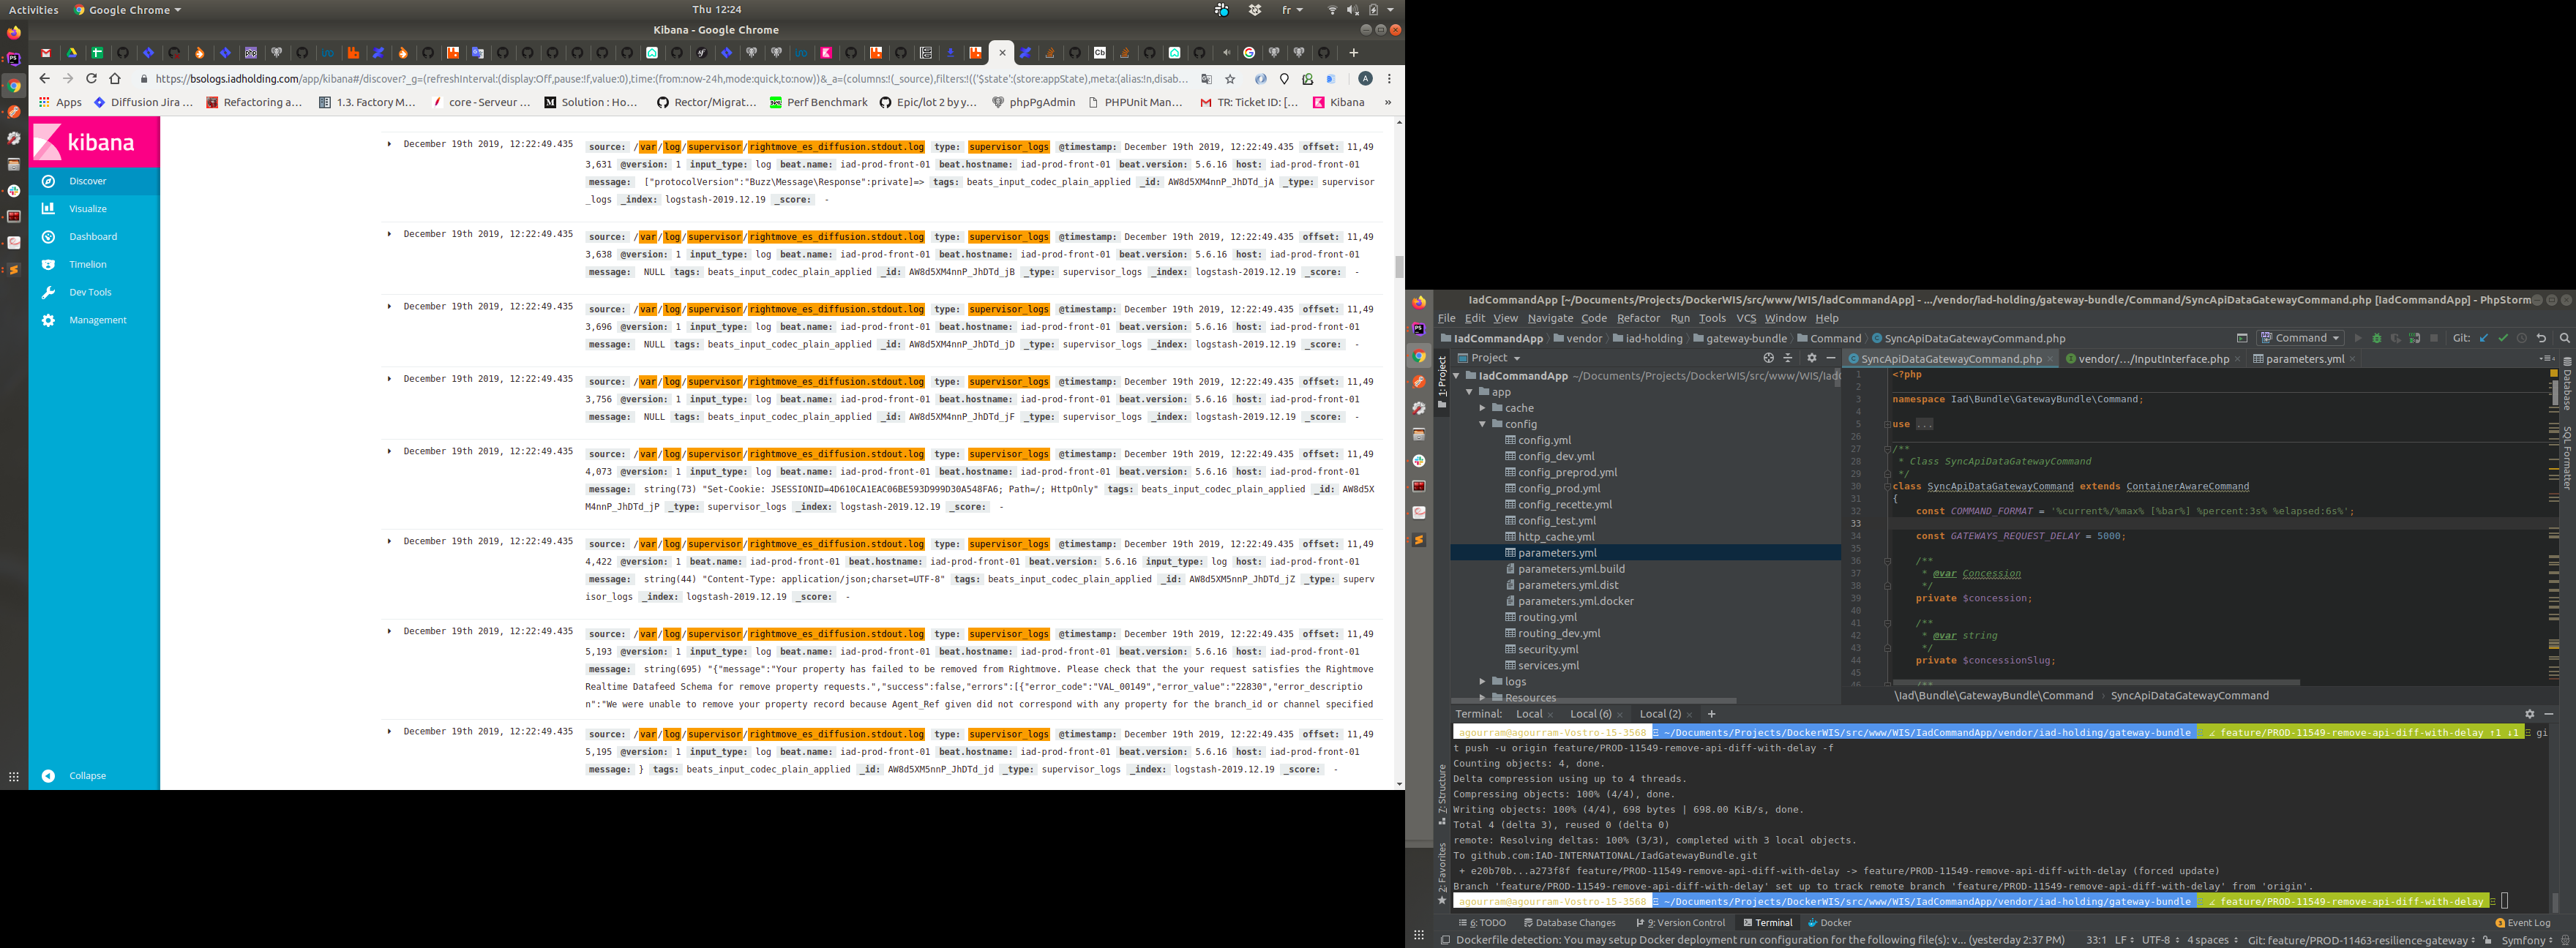 Activities Google Chrome
Thu 12:24
fr
Kibana - Google Chrome
https://bsologs.iadholding.com/app/kibana#/discover?_g=(refreshInterval:(display:Off,pause:!f,value:0),time:(from:now-24h,mode:quick,to:now))&_a=(columns:!(_source),filters:!(('$state':(store:appState),meta:(alias:!n,disab…
Apps Diffusion Jira … Refactoring a… 1.3. Factory M… core - Serveur … Solution : Ho… Rector/Migrat… Perf Benchmark Epic/lot 2 by y… phpPgAdmin PHPUnit Man… TR: Ticket ID: [… Kibana »
kibana
Discover
Visualize
Dashboard
Timelion
Dev Tools
Management
Collapse
December 19th 2019, 12:22:49.435 source: /var/log/supervisor/rightmove_es_diffusion.stdout.log type: supervisor_logs @timestamp: December 19th 2019, 12:22:49.435 offset: 11,49
3,631 @version: 1 input_type: log beat.name: iad-prod-front-01 beat.hostname: iad-prod-front-01 beat.version: 5.6.16 host: iad-prod-front-01
message: ["protocolVersion":"Buzz\Message\Response":private]=> tags: beats_input_codec_plain_applied _id: AW8d5XM4nnP_JhDTd_jA _type: supervisor
_logs _index: logstash-2019.12.19 _score: -
December 19th 2019, 12:22:49.435 source: /var/log/supervisor/rightmove_es_diffusion.stdout.log type: supervisor_logs @timestamp: December 19th 2019, 12:22:49.435 offset: 11,49
3,638 @version: 1 input_type: log beat.name: iad-prod-front-01 beat.hostname: iad-prod-front-01 beat.version: 5.6.16 host: iad-prod-front-01
message: NULL tags: beats_input_codec_plain_applied _id: AW8d5XM4nnP_JhDTd_jB _type: supervisor_logs _index: logstash-2019.12.19 _score: -
December 19th 2019, 12:22:49.435 source: /var/log/supervisor/rightmove_es_diffusion.stdout.log type: supervisor_logs @timestamp: December 19th 2019, 12:22:49.435 offset: 11,49
3,696 @version: 1 input_type: log beat.name: iad-prod-front-01 beat.hostname: iad-prod-front-01 beat.version: 5.6.16 host: iad-prod-front-01
message: NULL tags: beats_input_codec_plain_applied _id: AW8d5XM4nnP_JhDTd_jD _type: supervisor_logs _index: logstash-2019.12.19 _score: -
December 19th 2019, 12:22:49.435 source: /var/log/supervisor/rightmove_es_diffusion.stdout.log type: supervisor_logs @timestamp: December 19th 2019, 12:22:49.435 offset: 11,49
3,756 @version: 1 input_type: log beat.name: iad-prod-front-01 beat.hostname: iad-prod-front-01 beat.version: 5.6.16 host: iad-prod-front-01
message: NULL tags: beats_input_codec_plain_applied _id: AW8d5XM4nnP_JhDTd_jF _type: supervisor_logs _index: logstash-2019.12.19 _score: -
December 19th 2019, 12:22:49.435 source: /var/log/supervisor/rightmove_es_diffusion.stdout.log type: supervisor_logs @timestamp: December 19th 2019, 12:22:49.435 offset: 11,49
4,073 @version: 1 input_type: log beat.name: iad-prod-front-01 beat.hostname: iad-prod-front-01 beat.version: 5.6.16 host: iad-prod-front-01
message: string(73) "Set-Cookie: JSESSIONID=4D610CA1EAC06BE593D999D30A548FA6; Path=/; HttpOnly" tags: beats_input_codec_plain_applied _id: AW8d5X
M4nnP_JhDTd_jP _type: supervisor_logs _index: logstash-2019.12.19 _score: -
December 19th 2019, 12:22:49.435 source: /var/log/supervisor/rightmove_es_diffusion.stdout.log type: supervisor_logs @timestamp: December 19th 2019, 12:22:49.435 offset: 11,49
4,422 @version: 1 beat.name: iad-prod-front-01 beat.hostname: iad-prod-front-01 beat.version: 5.6.16 input_type: log host: iad-prod-front-01
message: string(44) "Content-Type: application/json;charset=UTF-8" tags: beats_input_codec_plain_applied _id: AW8d5XM5nnP_JhDTd_jZ _type: superv
isor_logs _index: logstash-2019.12.19 _score: -
December 19th 2019, 12:22:49.435 source: /var/log/supervisor/rightmove_es_diffusion.stdout.log type: supervisor_logs @timestamp: December 19th 2019, 12:22:49.435 offset: 11,49
5,193 @version: 1 input_type: log beat.name: iad-prod-front-01 beat.hostname: iad-prod-front-01 beat.version: 5.6.16 host: iad-prod-front-01
message: string(695) "{"message":"Your property has failed to be removed from Rightmove. Please check that the your request satisfies the Rightmove
Realtime Datafeed Schema for remove property requests.","success":false,"errors":[{"error_code":"VAL_00149","error_value":"22830","error_descriptio
n":"We were unable to remove your property record because Agent_Ref given did not correspond with any property for the branch_id or channel specified
December 19th 2019, 12:22:49.435 source: /var/log/supervisor/rightmove_es_diffusion.stdout.log type: supervisor_logs @timestamp: December 19th 2019, 12:22:49.435 offset: 11,49
5,195 @version: 1 input_type: log beat.name: iad-prod-front-01 beat.hostname: iad-prod-front-01 beat.version: 5.6.16 host: iad-prod-front-01
message: } tags: beats_input_codec_plain_applied _id: AW8d5XM5nnP_JhDTd_jd _type: supervisor_logs _index: logstash-2019.12.19 _score: -
IadCommandApp [~/Documents/Projects/DockerWIS/src/www/WIS/IadCommandApp] - .../vendor/iad-holding/gateway-bundle/Command/SyncApiDataGatewayCommand.php [IadCommandApp] - PhpStorm
File Edit View Navigate Code Refactor Run Tools VCS Window Help
IadCommandApp vendor iad-holding gateway-bundle Command SyncApiDataGatewayCommand.php Command Git:
Project
SyncApiDataGatewayCommand.php vendor/.../InputInterface.php parameters.yml
1: Project
7: Structure
2: Favorites
IadCommandApp ~/Documents/Projects/DockerWIS/src/www/WIS/Iad
app
cache
config
config.yml
config_dev.yml
config_preprod.yml
config_prod.yml
config_recette.yml
config_test.yml
http_cache.yml
parameters.yml
parameters.yml.build
parameters.yml.dist
parameters.yml.docker
routing.yml
routing_dev.yml
security.yml
services.yml
logs
Resources
1 <?php
2
3 namespace Iad\Bundle\GatewayBundle\Command;
4
5 use ...
26
27 /**
28 * Class SyncApiDataGatewayCommand
29 */
30 class SyncApiDataGatewayCommand extends ContainerAwareCommand
31 {
32 const COMMAND_FORMAT = '%current%/%max% [%bar%] %percent:3s% %elapsed:6s%';
33
34 const GATEWAYS_REQUEST_DELAY = 5000;
35
36 /**
37 * @var Concession
38 */
39 private $concession;
40
41 /**
42 * @var string
43 */
44 private $concessionSlug;
45
46 /**
\Iad\Bundle\GatewayBundle\Command SyncApiDataGatewayCommand
Database
SQL Formatter
Terminal: Local Local (6) Local (2) +
agourram@agourram-Vostro-15-3568 ~/Documents/Projects/DockerWIS/src/www/WIS/IadCommandApp/vendor/iad-holding/gateway-bundle feature/PROD-11549-remove-api-diff-with-delay ↑1 ↓1 gi
t push -u origin feature/PROD-11549-remove-api-diff-with-delay -f
Counting objects: 4, done.
Delta compression using up to 4 threads.
Compressing objects: 100% (4/4), done.
Writing objects: 100% (4/4), 698 bytes | 698.00 KiB/s, done.
Total 4 (delta 3), reused 0 (delta 0)
remote: Resolving deltas: 100% (3/3), completed with 3 local objects.
To github.com:IAD-INTERNATIONAL/IadGatewayBundle.git
+ e20b70b...a273f8f feature/PROD-11549-remove-api-diff-with-delay -> feature/PROD-11549-remove-api-diff-with-delay (forced update)
Branch 'feature/PROD-11549-remove-api-diff-with-delay' set up to track remote branch 'feature/PROD-11549-remove-api-diff-with-delay' from 'origin'.
agourram@agourram-Vostro-15-3568 ~/Documents/Projects/DockerWIS/src/www/WIS/IadCommandApp/vendor/iad-holding/gateway-bundle feature/PROD-11549-remove-api-diff-with-delay
6: TODO Database Changes 9: Version Control Terminal Docker Event Log
Dockerfile detection: You may setup Docker deployment run configuration for the following file(s): v... (yesterday 2:37 PM) 33:1 LF UTF-8 4 spaces Git: feature/PROD-11463-resilience-gateway Symfony